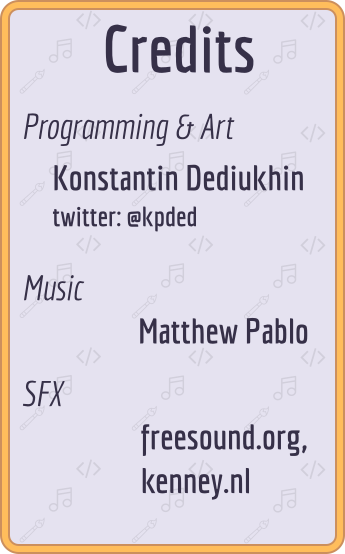 Credits
Programming & Art
Konstantin Dediukhin
twitter: @kpded
Music
Matthew Pablo
SFX
freesound.org,
kenney.nl